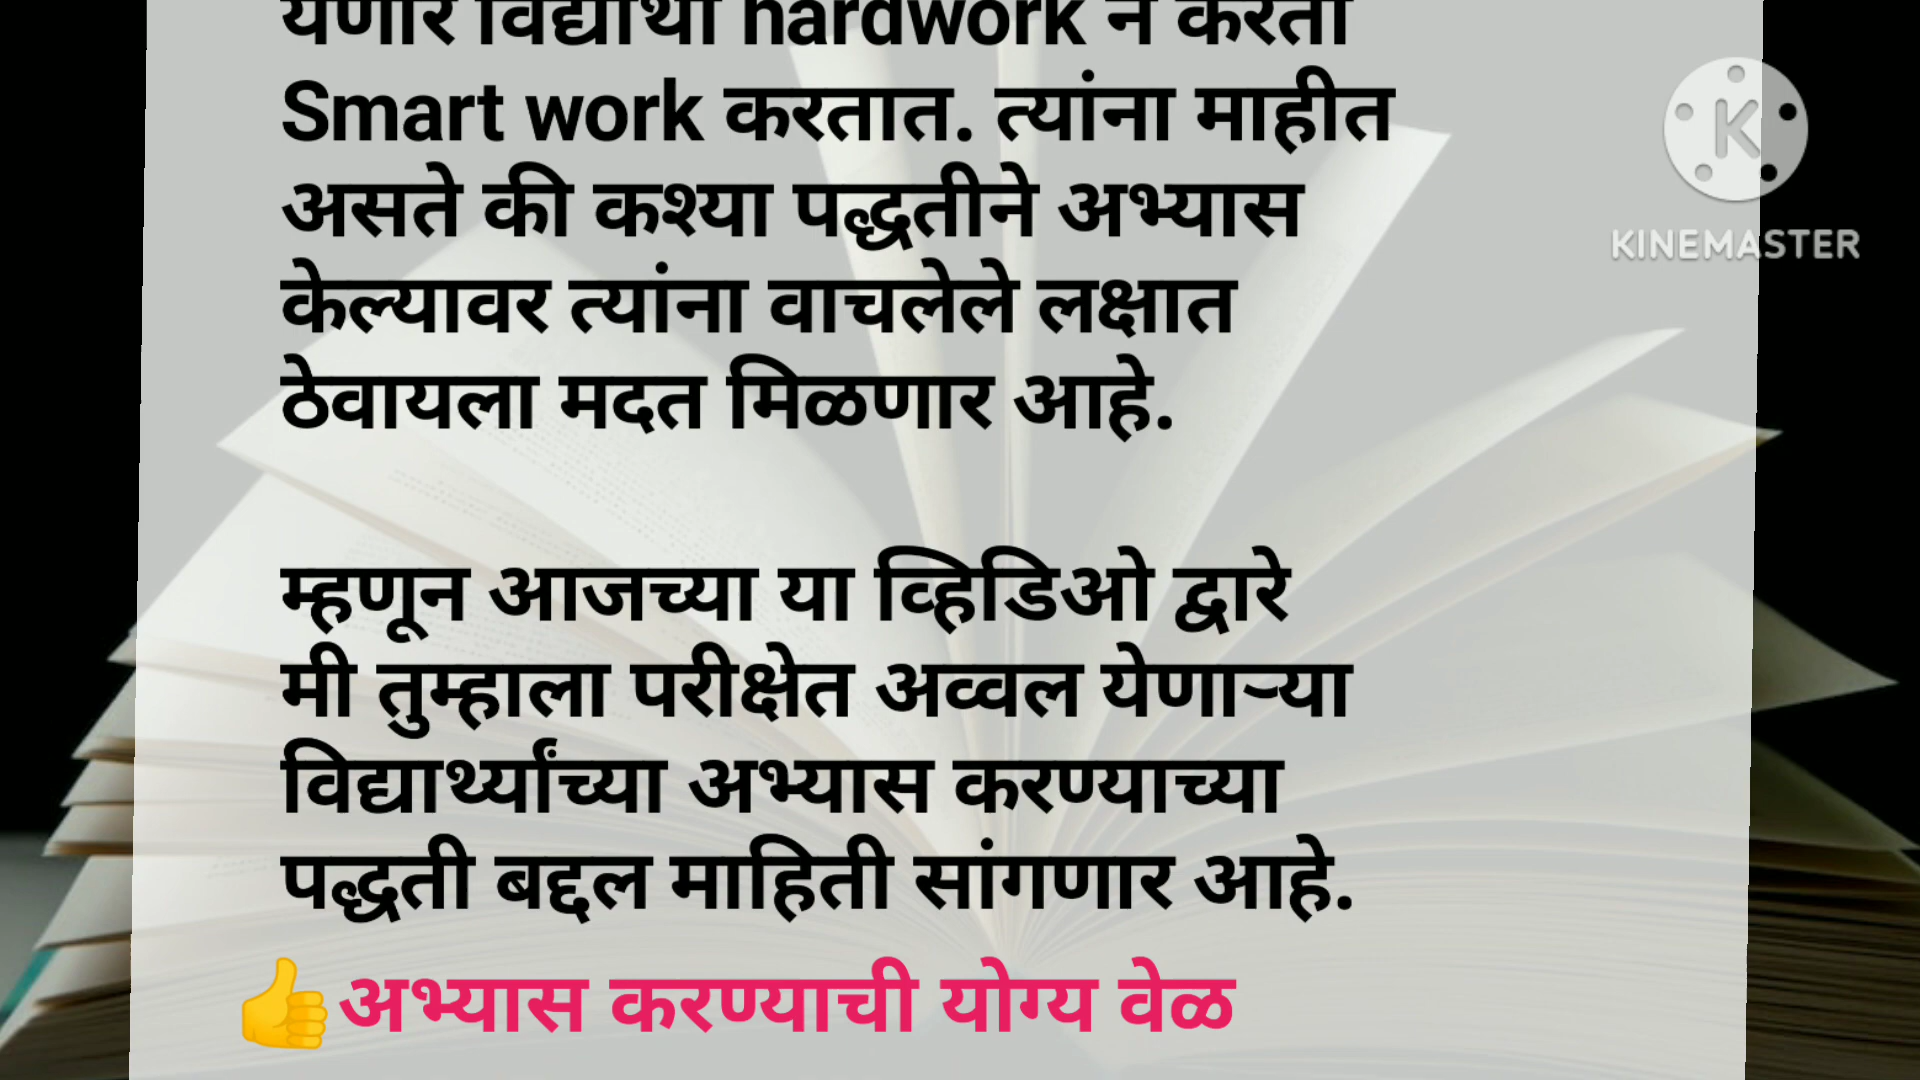 येणार विद्यार्थी hardwork न करता
Smart work करतात. त्यांना माहीत
असते की कश्या पद्धतीने अभ्यास
केल्यावर त्यांना वाचलेले लक्षात
ठेवायला मदत मिळणार आहे.
म्हणून आजच्या या व्हिडिओ द्वारे
मी तुम्हाला परीक्षेत अव्वल येणाऱ्या
विद्यार्थ्यांच्या अभ्यास करण्याच्या
पद्धती बद्दल माहिती सांगणार आहे.
👍अभ्यास करण्याची योग्य वेळ
K
KINEMASTER